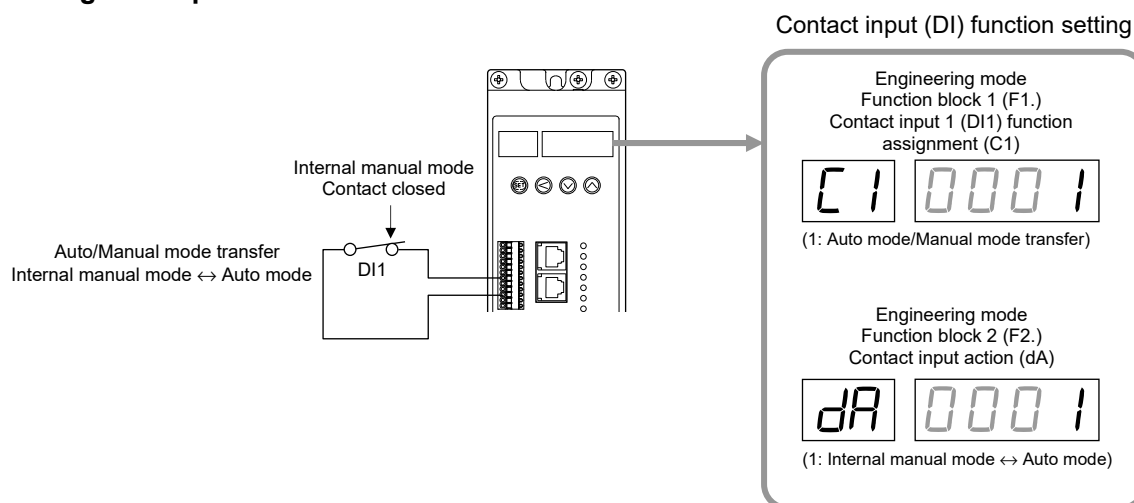 Contact input (DI) function setting
Internal manual mode
Contact closed
Auto/Manual mode transfer
Internal manual mode ↔ Auto mode
DI1
SET
Engineering mode
Function block 1 (F1.)
Contact input 1 (DI1) function
assignment (C1)
C1 0001
(1: Auto mode/Manual mode transfer)
Engineering mode
Function block 2 (F2.)
Contact input action (dA)
dA 0001
(1: Internal manual mode ↔ Auto mode)